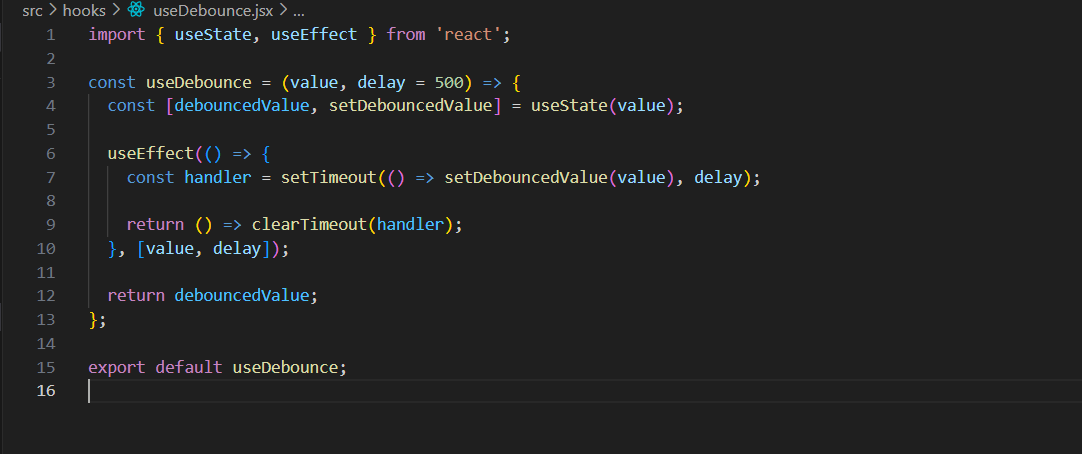 src > hooks > useDebounce.jsx > ...
1 import { useState, useEffect } from 'react';
2
3 const useDebounce = (value, delay = 500) => {
4 const [debouncedValue, setDebouncedValue] = useState(value);
5
6 useEffect(() => {
7 const handler = setTimeout(() => setDebouncedValue(value), delay);
8
9 return () => clearTimeout(handler);
10 }, [value, delay]);
11
12 return debouncedValue;
13 };
14
15 export default useDebounce;
16